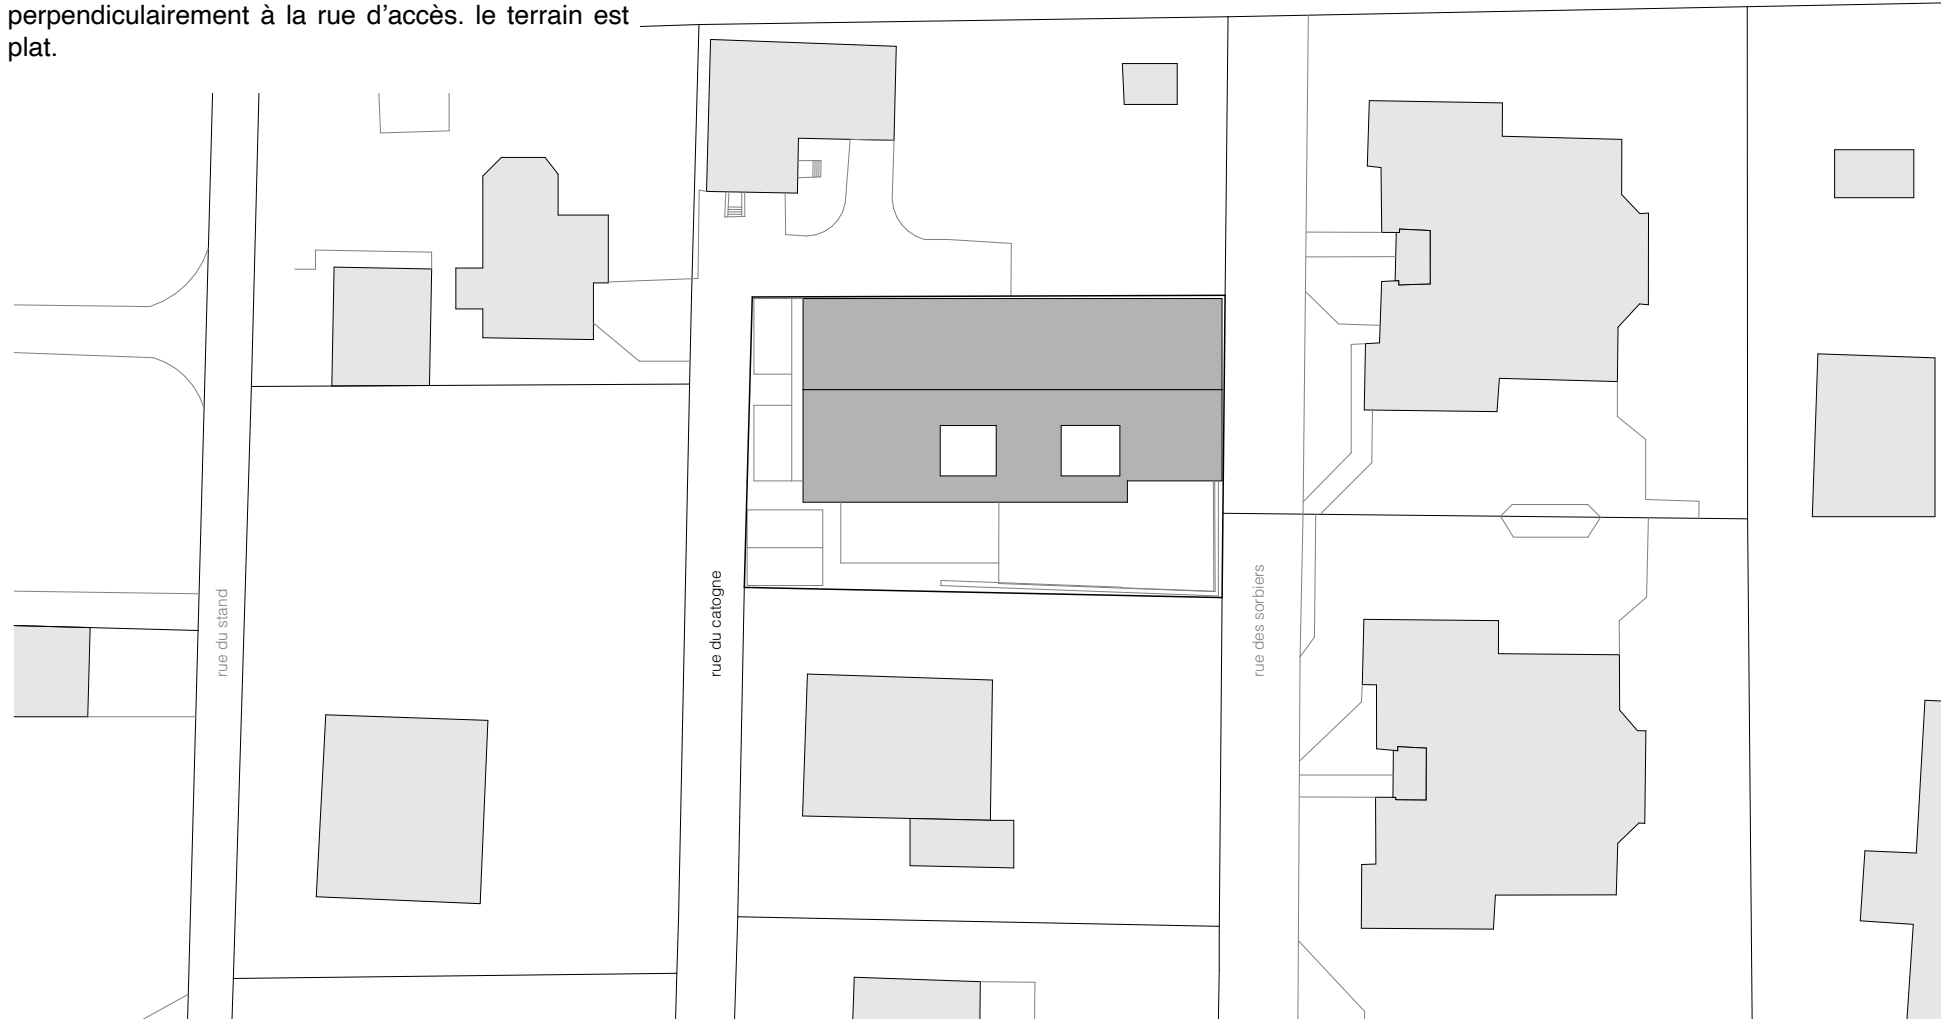 perpendiculairement à la rue d’accès. le terrain est
plat.
rue du stand
rue du catogne
rue des sorbiers